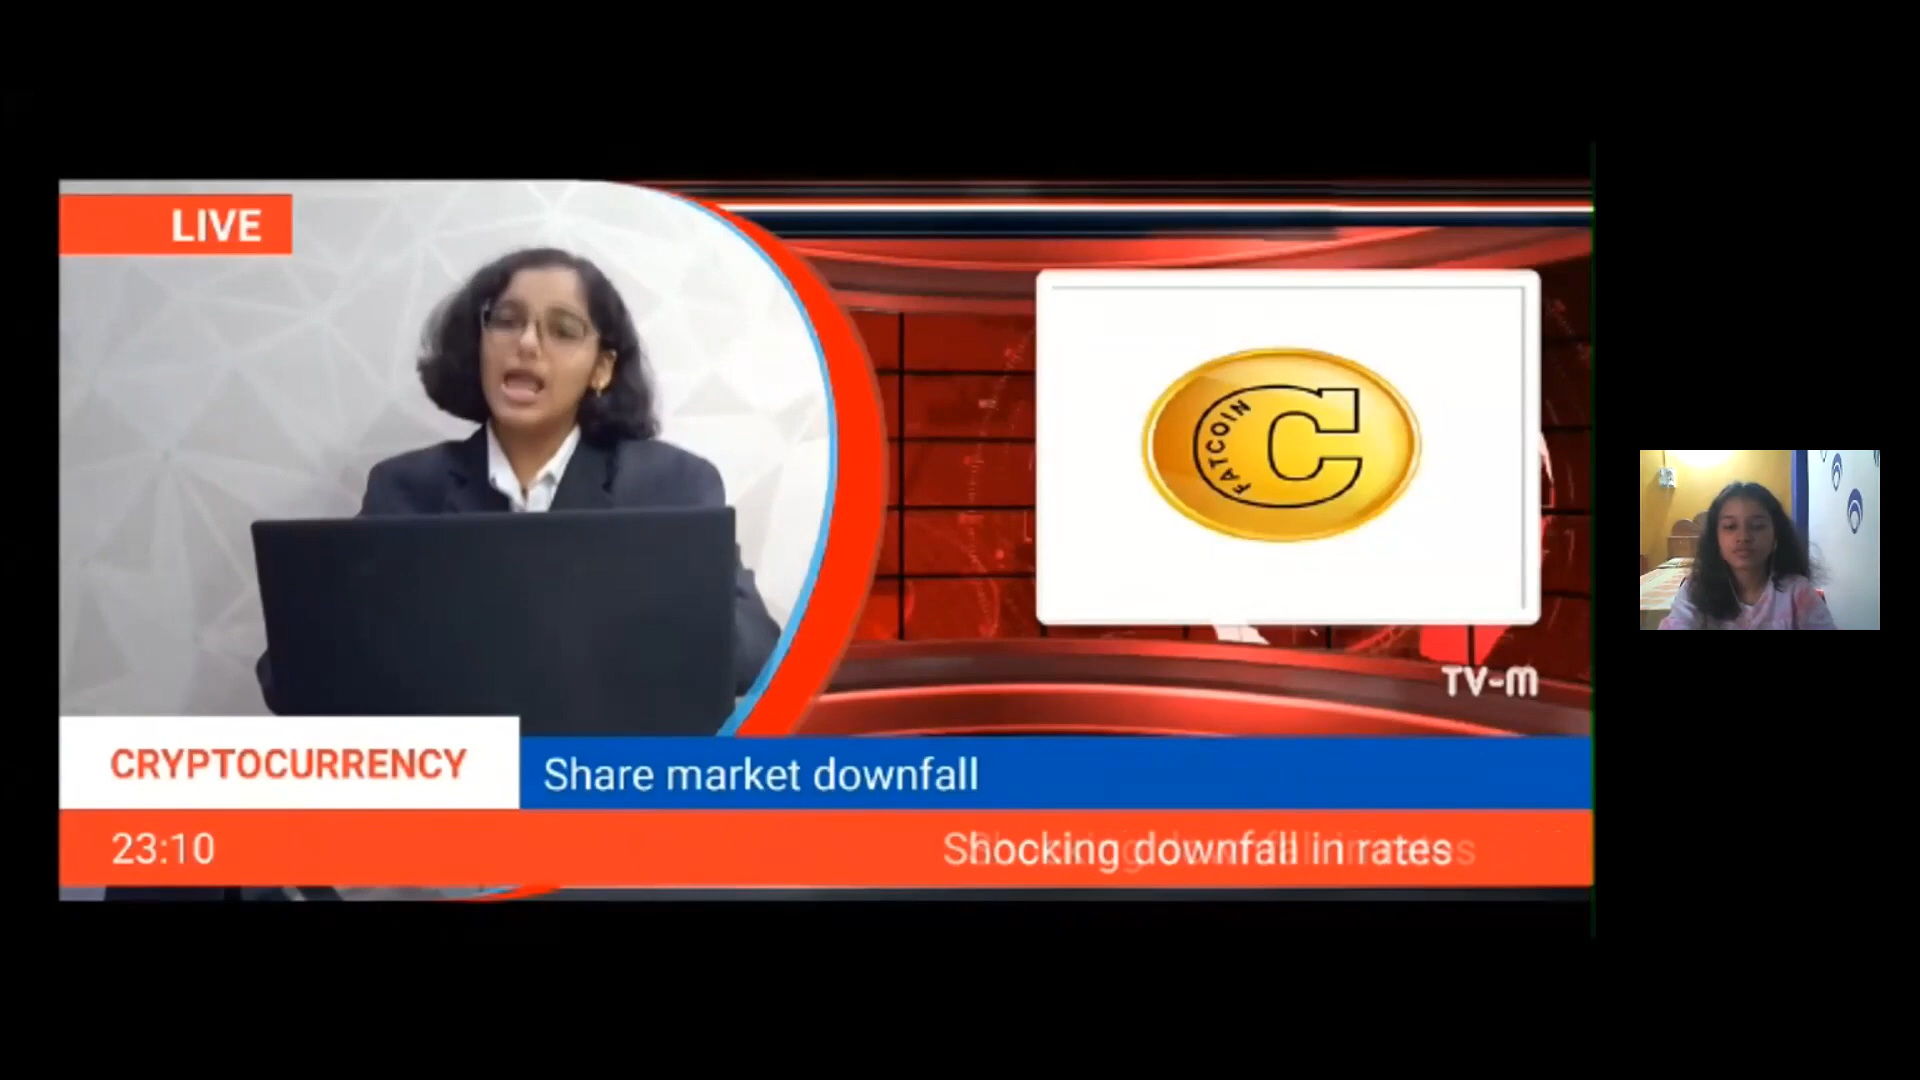 LIVE
FATCOIN
C
TV-m
CRYPTOCURRENCY
Share market downfall
23:10
Shocking downfall in rates